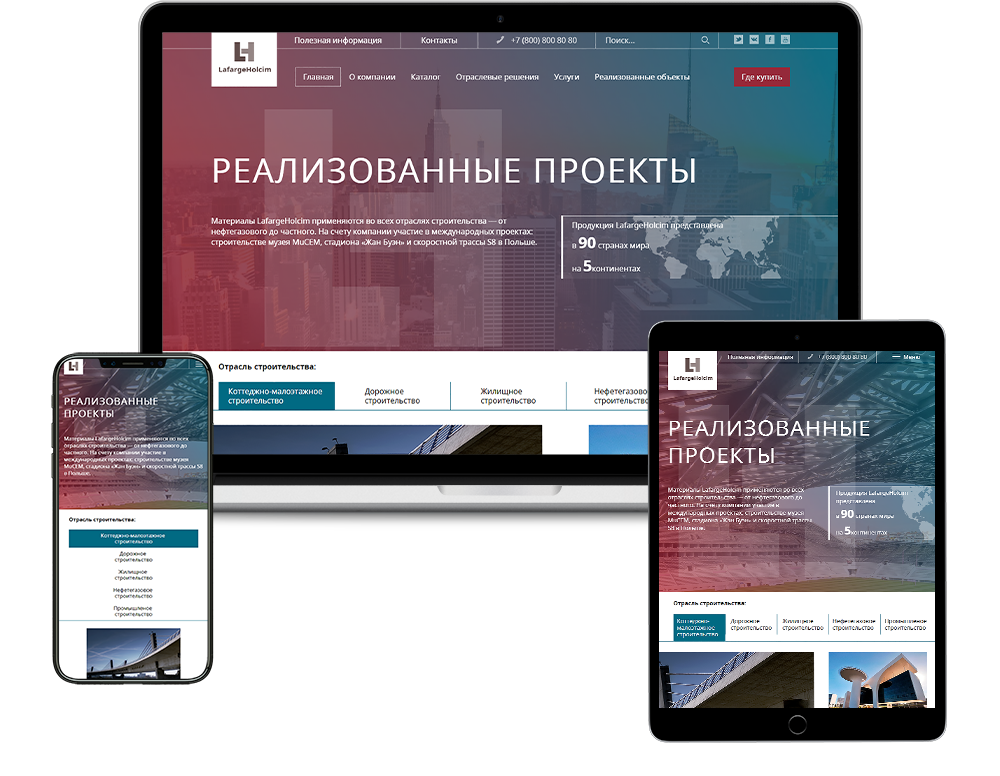 Полезная информация
Контакты
+7 (800) 800 80 80
Поиск...
LafargeHolcim
Главная
О компании
Каталог
Отраслевые решения
Услуги
Реализованные объекты
Где купить
РЕАЛИЗОВАННЫЕ ПРОЕКТЫ
Материалы LafargeHolcim применяются во всех отраслях строительства — от
нефтегазового до частного. На счету компании участие в международных проектах:
строительстве музея MuCEM, стадиона «Жан Буэн» и скоростной трассы S8 в Польше.
Продукция LafargeHolcim представлена
в 90 странах мира
на 5 континентах
Отрасль строительства:
Коттеджно-малоэтажное
строительство
Дорожное
строительство
Жилищное
строительство
Нефтегазово
строительств
РЕАЛИЗОВАННЫЕ
ПРОЕКТЫ
Материалы LafargeHolcim применяются во всех
отраслях строительства — от нефтегазового до
частного. На счету компании участие в
международных проектах: строительстве музея
MuCEM, стадиона «Жан Буэн» и скоростной трассы S8
в Польше.
Отрасль строительства:
Коттеджно-малоэтажное
строительство
Дорожное
строительство
Жилищное
строительство
Нефтегазовое
строительство
Промышленое
строительство
LafargeHolcim
Полезная информация
+7 (800) 800 80 80
Меню
РЕАЛИЗОВАННЫЕ
ПРОЕКТЫ
Материалы LafargeHolcim применяются во всех
отраслях строительства — от нефтегазового до
частного. На счету компании участие в
международных проектах: строительстве музея
MuCEM, стадиона «Жан Буэн» и скоростной трассы
S8 в Польше.
Продукция LafargeHolcim
представлена
в 90 странах мира
на 5 континентах
Отрасль строительства:
Коттеджно-
малоэтажное
строительство
Дорожное
строительство
Жилищное
строительство
Нефтегазовое
строительство
Промышленое
строительство